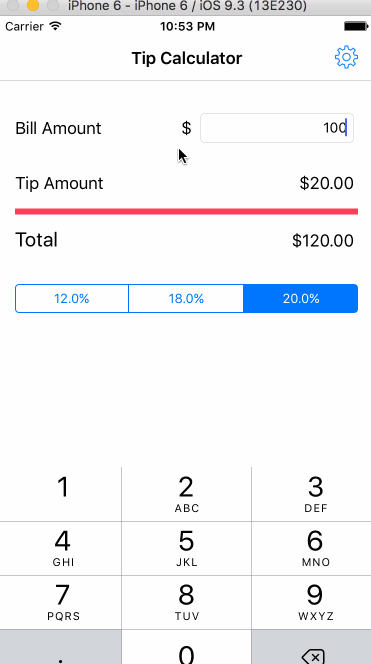 iPhone 6 - iPhone 6 / iOS 9.3 (13E230)
Carrier 10:53 PM
Tip Calculator
Bill Amount $ 100
Tip Amount $20.00
Total $120.00
12.0% 18.0% 20.0%
1 2 3
ABC DEF
4 5 6
GHI JKL MNO
7 8 9
PQRS TUV WXYZ
. 0